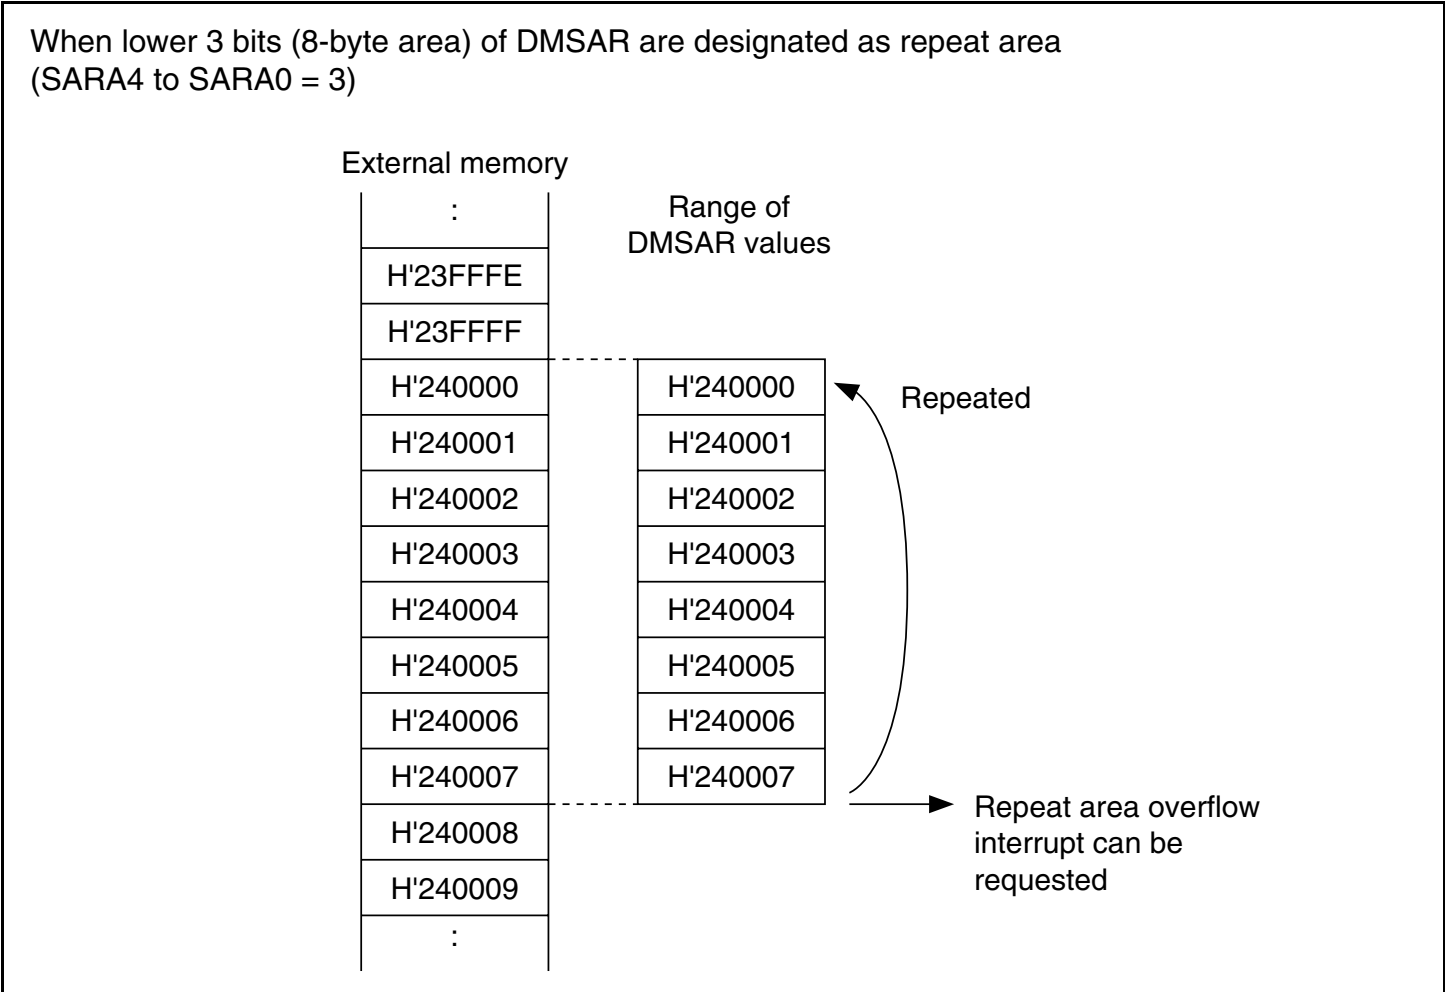 When lower 3 bits (8-byte area) of DMSAR are designated as repeat area
(SARA4 to SARA0 = 3)
External memory
:
H'23FFFE
H'23FFFF
H'240000
H'240001
H'240002
H'240003
H'240004
H'240005
H'240006
H'240007
H'240008
H'240009
:
Range of
DMSAR values
H'240000
H'240001
H'240002
H'240003
H'240004
H'240005
H'240006
H'240007
Repeated
Repeat area overflow
interrupt can be
requested